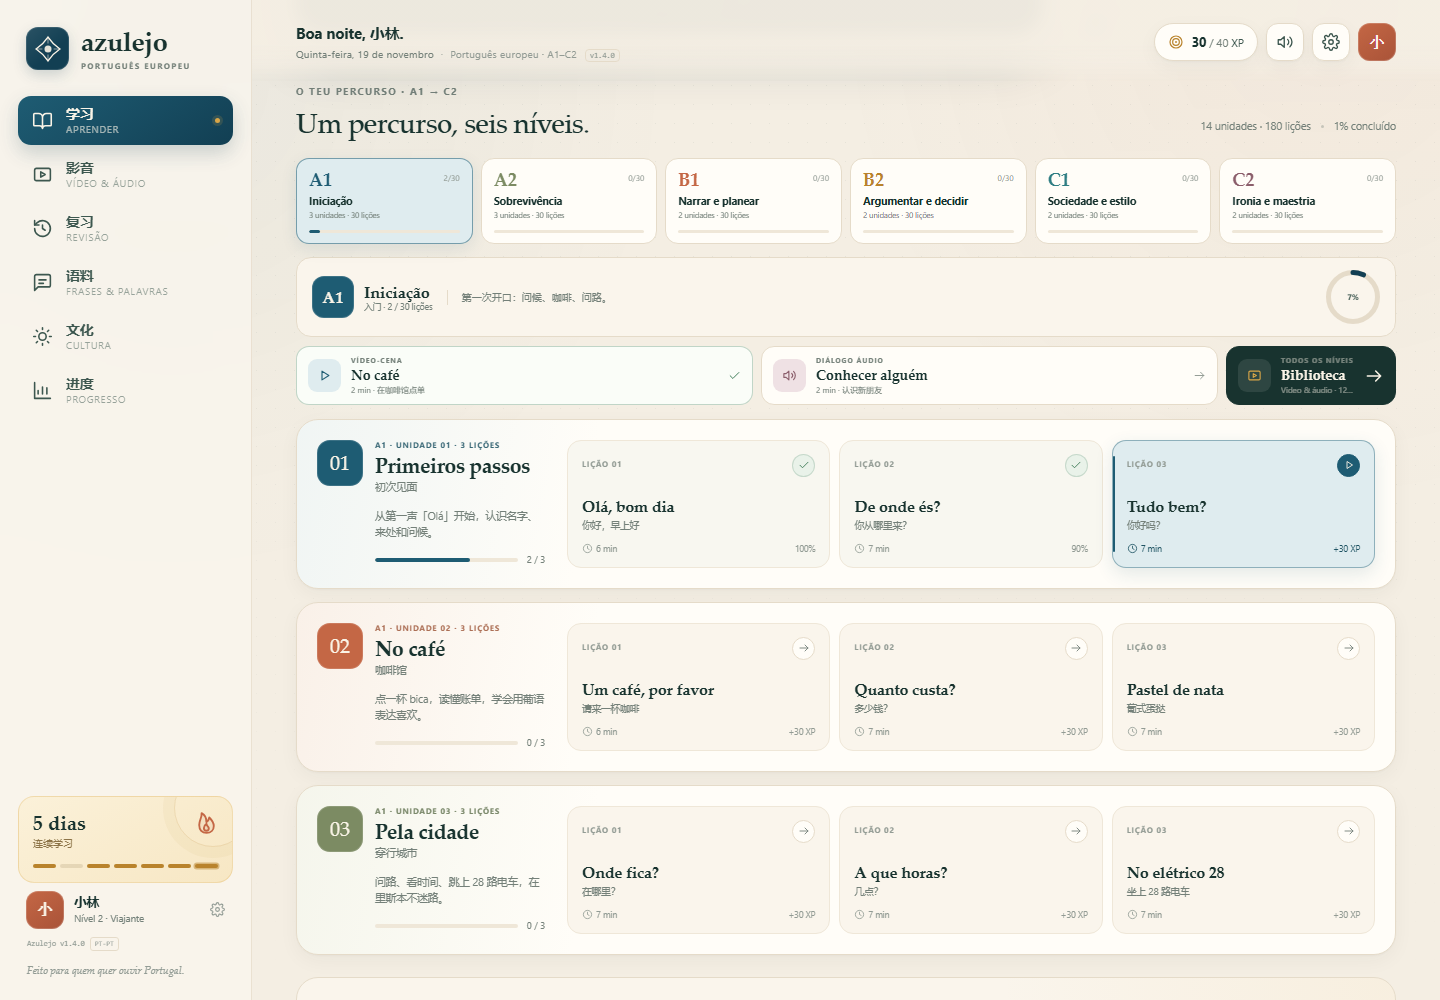 azulejo
PORTUGUÊS EUROPEU
学习
APRENDER
影音
VÍDEO & ÁUDIO
复习
REVISÃO
语料
FRASES & PALAVRAS
文化
CULTURA
进度
PROGRESSO
5 dias
连续学习
小
小林
Nível 2 · Viajante
Azulejo v1.4.0 PT-PT
Feito para quem quer ouvir Portugal.
Boa noite, 小林.
Quinta-feira, 19 de novembro · Português europeu · A1–C2 v1.4.0
30 / 40 XP
小
O TEU PERCURSO · A1 → C2
Um percurso, seis níveis.
14 unidades · 180 lições · 1% concluído
A1 2/30
Iniciação
3 unidades · 30 lições
A2 0/30
Sobrevivência
3 unidades · 30 lições
B1 0/30
Narrar e planear
2 unidades · 30 lições
B2 0/30
Argumentar e decidir
2 unidades · 30 lições
C1 0/30
Sociedade e estilo
2 unidades · 30 lições
C2 0/30
Ironia e maestria
2 unidades · 30 lições
A1
Iniciação
入门 · 2 / 30 lições
第一次开口：问候、咖啡、问路。
7%
VÍDEO-CENA
No café
2 min · 在咖啡馆点单
DIÁLOGO ÁUDIO
Conhecer alguém
2 min · 认识新朋友
TODOS OS NÍVEIS
Biblioteca
Vídeo & áudio · 12...
01
A1 · UNIDADE 01 · 3 LIÇÕES
Primeiros passos
初次见面
从第一声「Olá」开始，认识名字、
来处和问候。
2 / 3
LIÇÃO 01
Olá, bom dia
你好，早上好
6 min 100%
LIÇÃO 02
De onde és?
你从哪里来？
7 min 90%
LIÇÃO 03
Tudo bem?
你好吗？
7 min +30 XP
02
A1 · UNIDADE 02 · 3 LIÇÕES
No café
咖啡馆
点一杯 bica，读懂账单，学会用葡语
表达喜欢。
0 / 3
LIÇÃO 01
Um café, por favor
请来一杯咖啡
6 min +30 XP
LIÇÃO 02
Quanto custa?
多少钱？
7 min +30 XP
LIÇÃO 03
Pastel de nata
葡式蛋挞
7 min +30 XP
03
A1 · UNIDADE 03 · 3 LIÇÕES
Pela cidade
穿行城市
问路、看时间、跳上 28 路电车，在
里斯本不迷路。
0 / 3
LIÇÃO 01
Onde fica?
在哪里？
7 min +30 XP
LIÇÃO 02
A que horas?
几点？
7 min +30 XP
LIÇÃO 03
No elétrico 28
坐上 28 路电车
7 min +30 XP